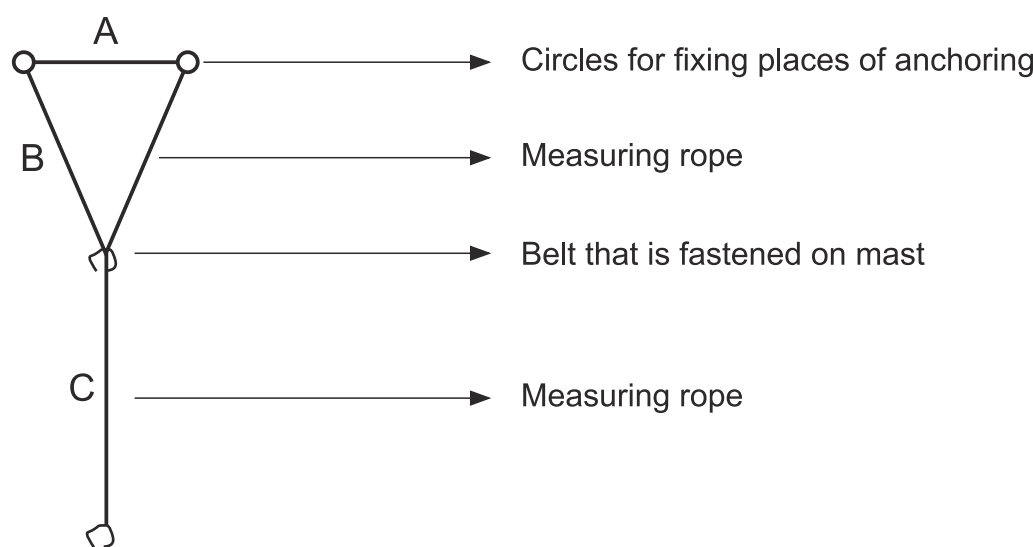 A
Circles for fixing places of anchoring
B
Measuring rope
Belt that is fastened on mast
C
Measuring rope